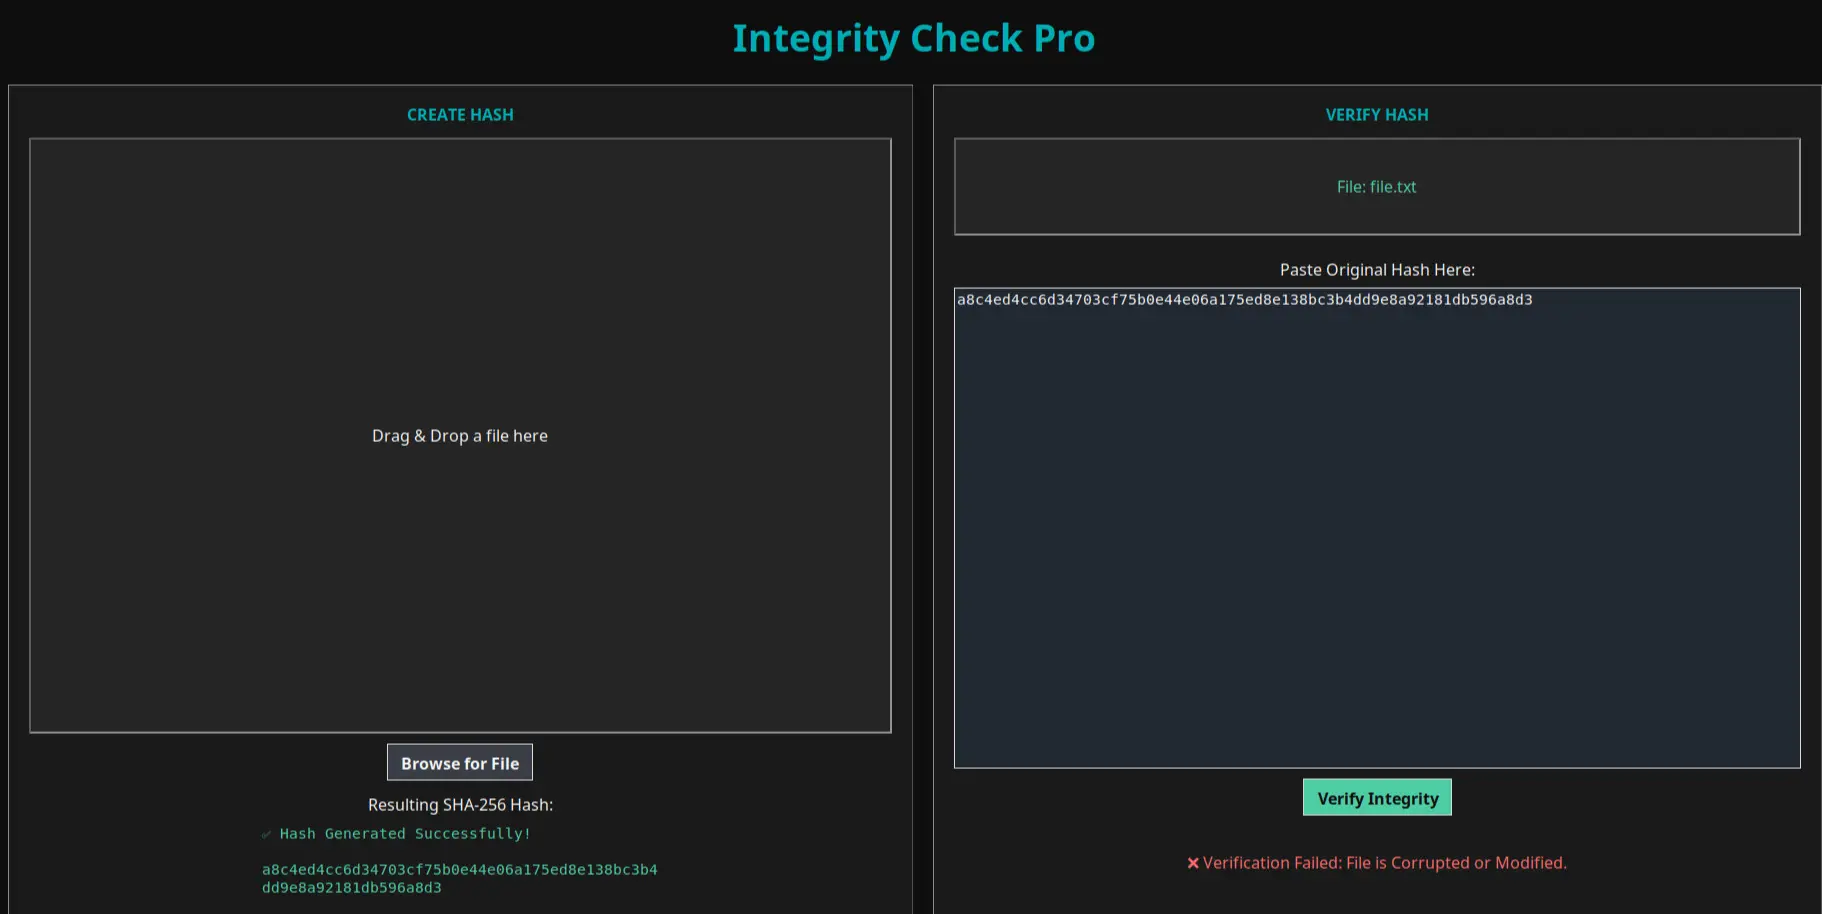 Integrity Check Pro
CREATE HASH
Drag & Drop a file here
Browse for File
Resulting SHA-256 Hash:
✅ Hash Generated Successfully!
a8c4ed4cc6d34703cf75b0e44e06a175ed8e138bc3b4
dd9e8a92181db596a8d3
VERIFY HASH
File: file.txt
Paste Original Hash Here:
a8c4ed4cc6d34703cf75b0e44e06a175ed8e138bc3b4dd9e8a92181db596a8d3
Verify Integrity
❌ Verification Failed: File is Corrupted or Modified.